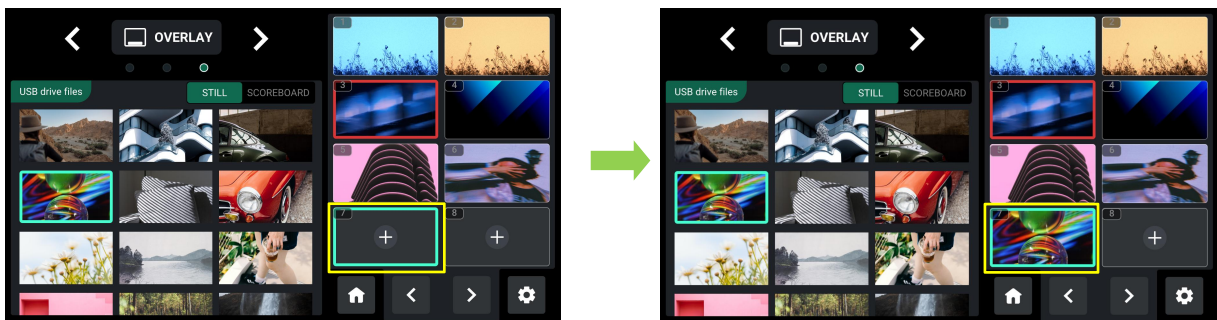 OVERLAY
USB drive files
STILL SCOREBOARD
1 2
3 4
5 6
7 8
OVERLAY
USB drive files
STILL SCOREBOARD
1 2
3 4
5 6
7 8